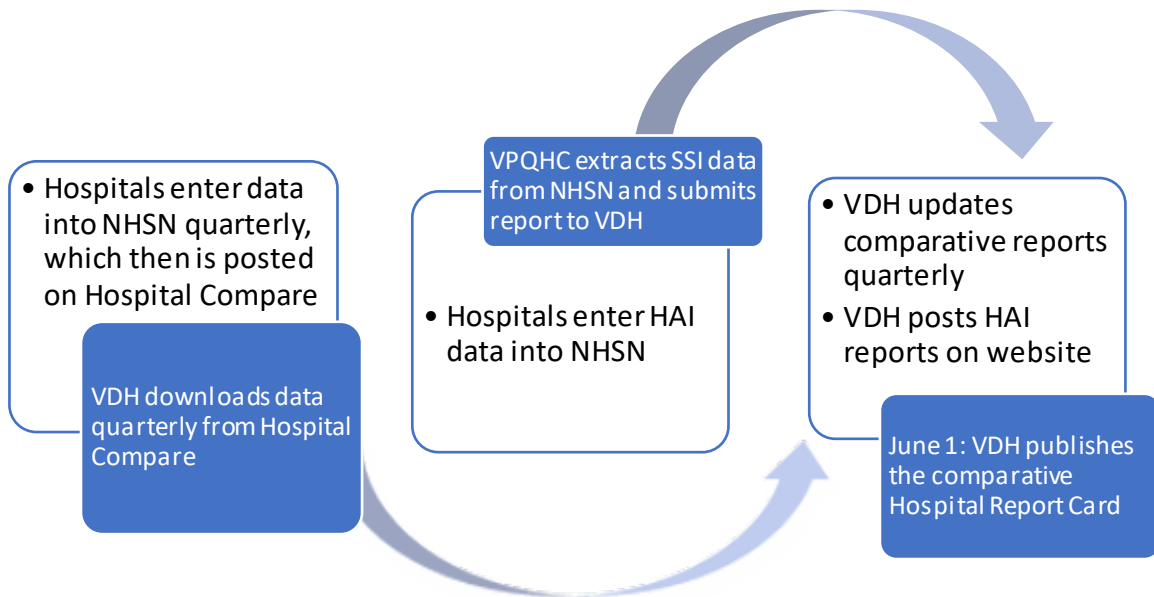 • Hospitals enter data
into NHSN quarterly,
which then is posted
on Hospital Compare
VDH downloads data
quarterly from Hospital
Compare
VPQHC extracts SSI data
from NHSN and submits
report to VDH
• Hospitals enter HAI
data into NHSN
• VDH updates
comparative reports
quarterly
• VDH posts HAI
reports on website
June 1: VDH publishes
the comparative
Hospital Report Card